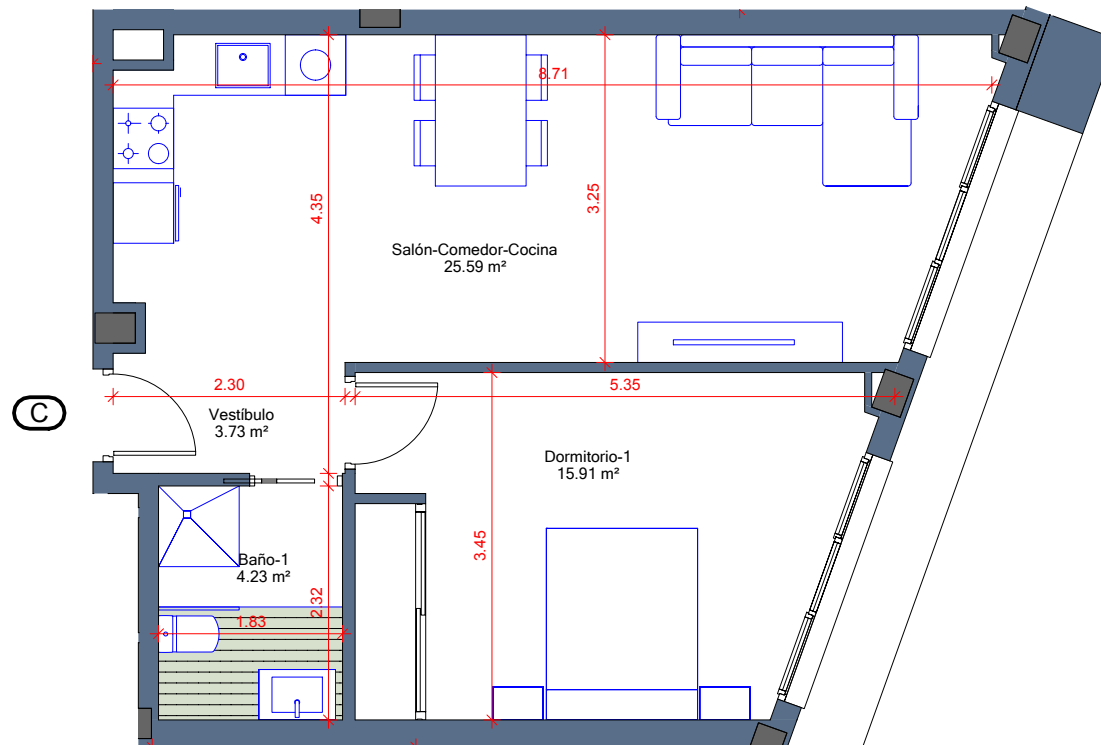 8.71
4.35
3.25
Salón-Comedor-Cocina
25.59 m²
2.30
5.35
C
Vestíbulo
3.73 m²
Dormitorio-1
15.91 m²
3.45
Baño-1
4.23 m²
2.32
1.83